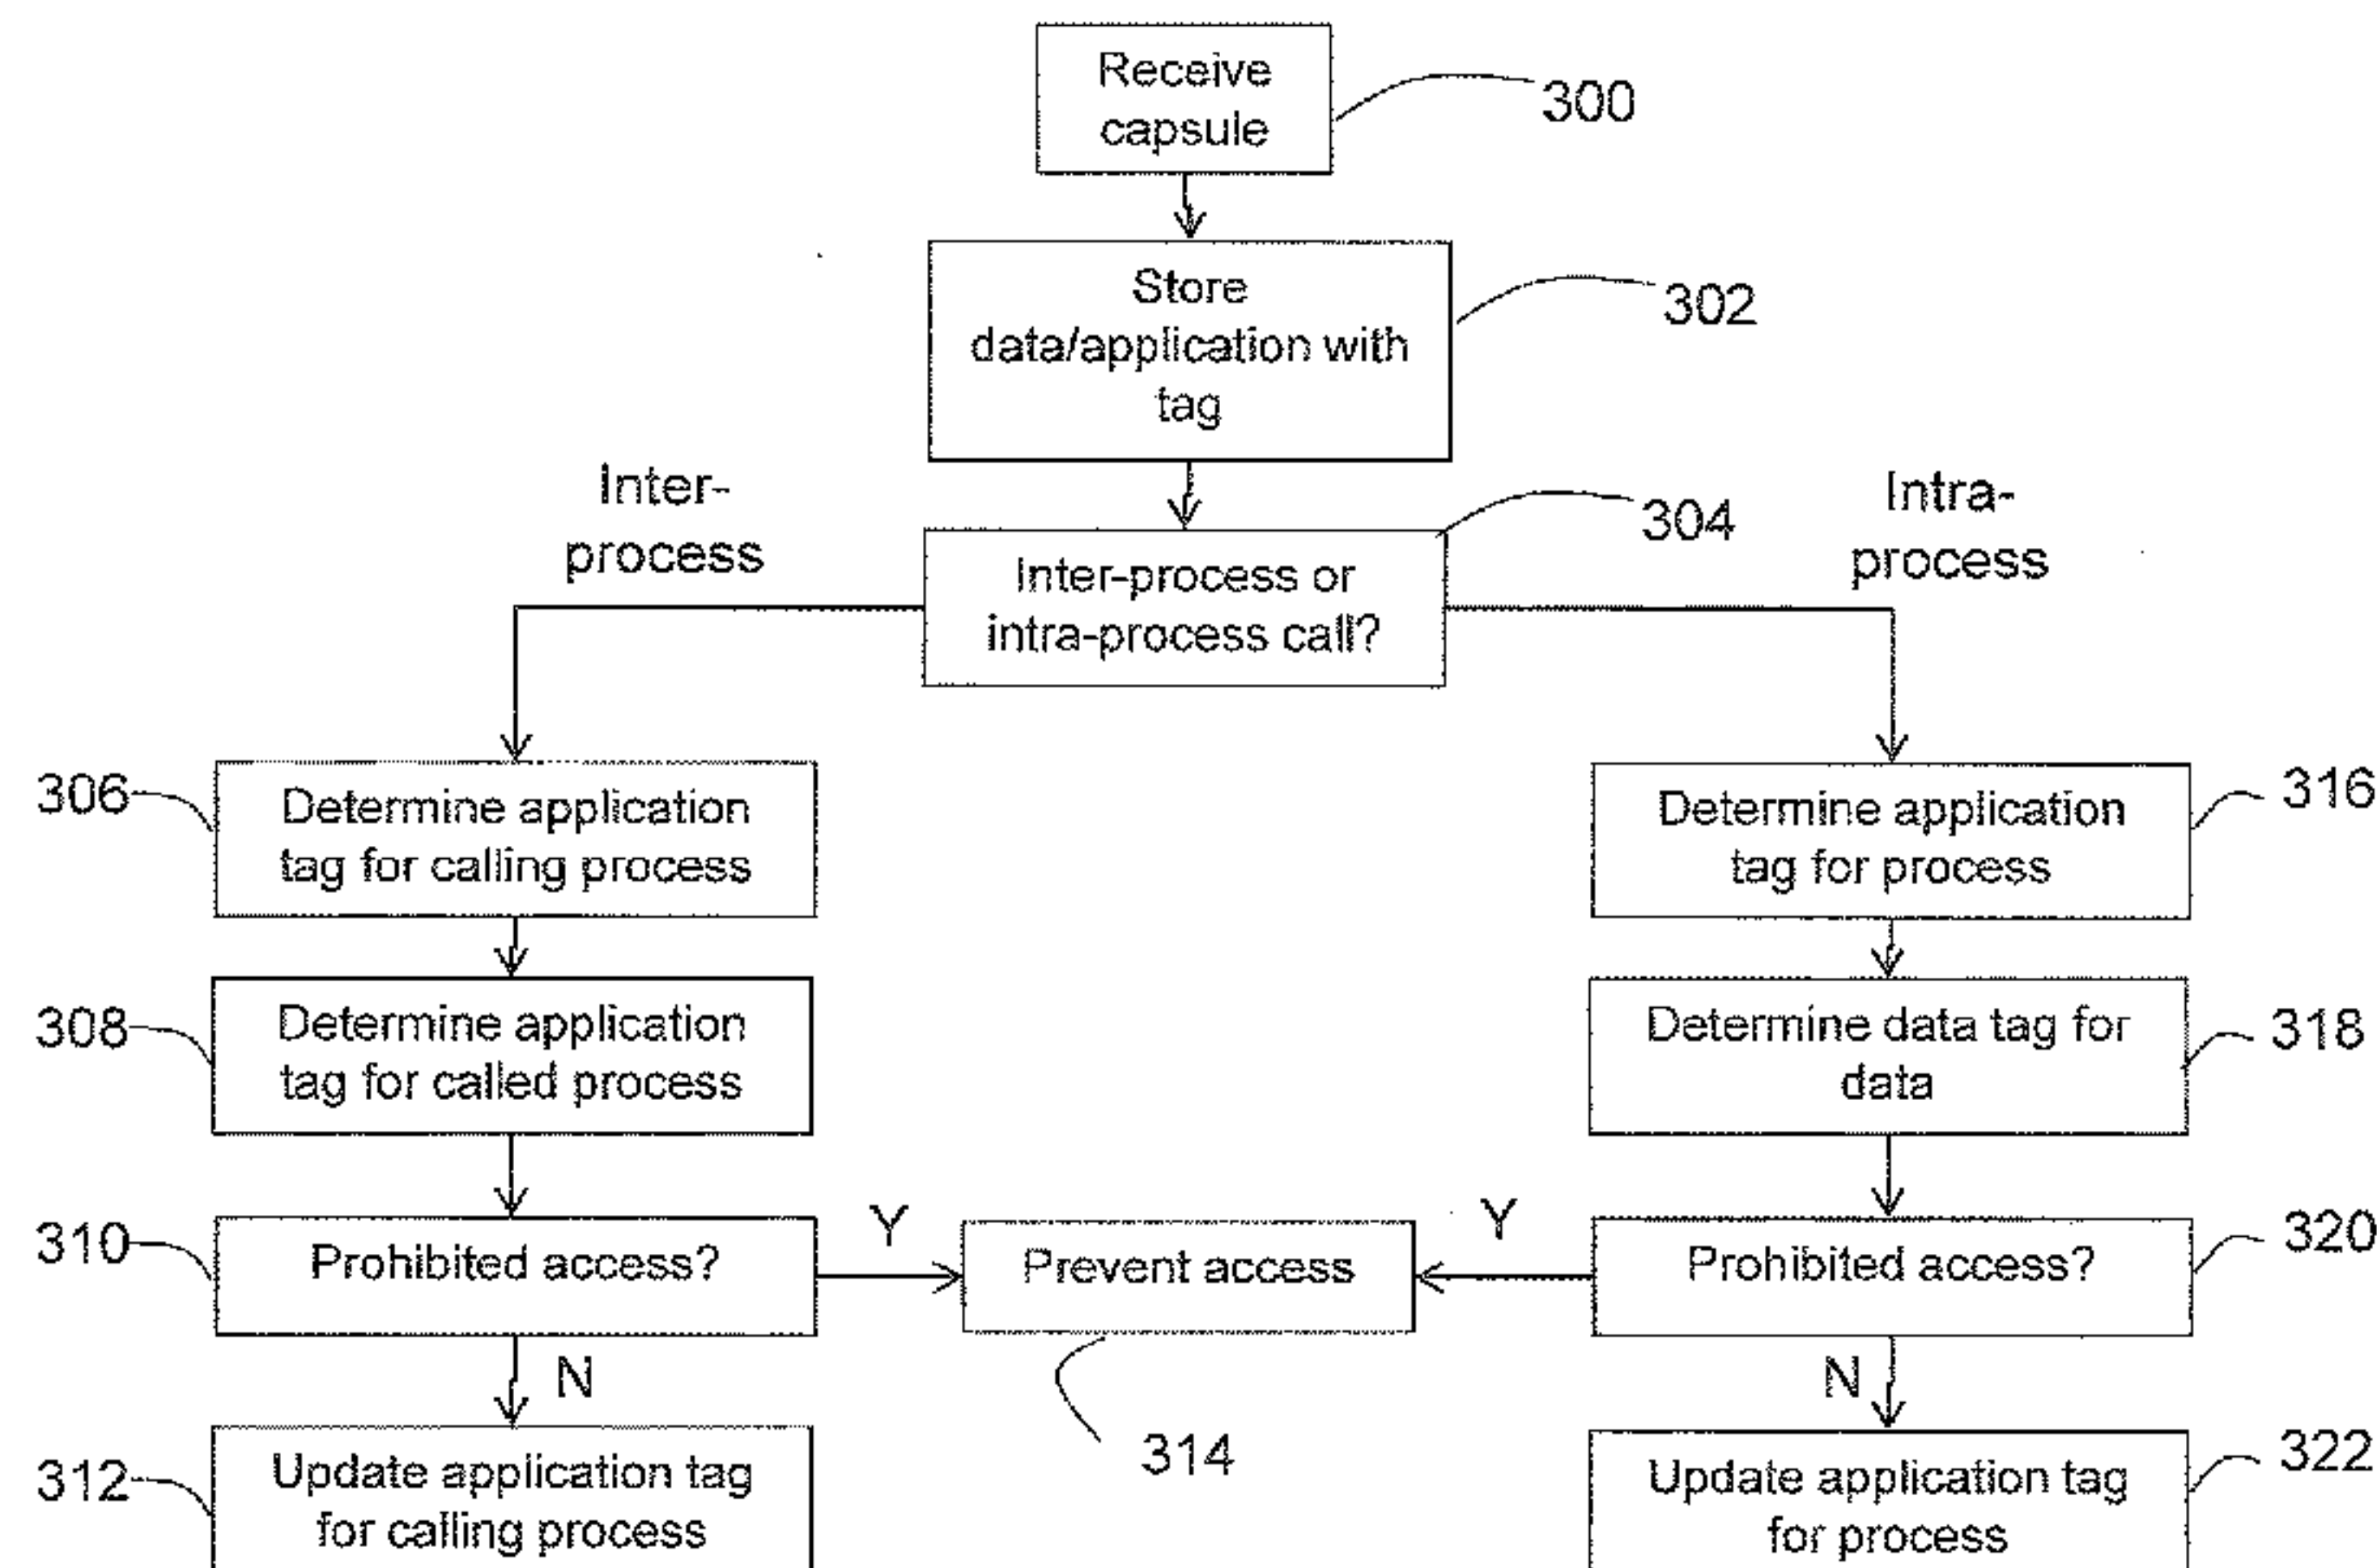 Receive
capsule
300
Store
data/application with
tag
302
Inter-
process
Intra-
process
304
Inter-process or
intra-process call?
306
Determine application
tag for calling process
Determine application
tag for process
316
308
Determine application
tag for called process
Determine data tag for
data
318
310
Prohibited access?
Y
Prevent access
Y
Prohibited access?
320
N
314
N
312
Update application tag
for calling process
Update application tag
for process
322